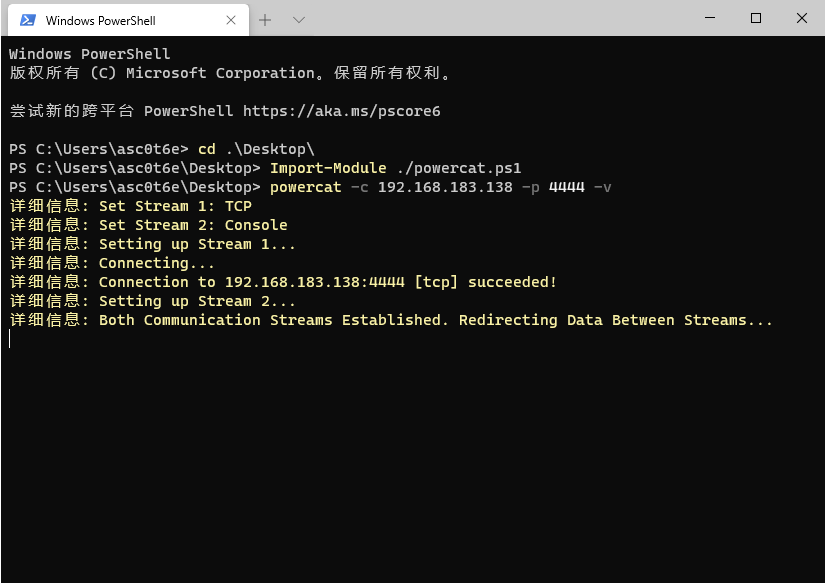 Windows PowerShell
Windows PowerShell
版权所有 (C) Microsoft Corporation。保留所有权利。
尝试新的跨平台 PowerShell https://aka.ms/pscore6
PS C:\Users\asc0t6e> cd .\Desktop\
PS C:\Users\asc0t6e\Desktop> Import-Module ./powercat.ps1
PS C:\Users\asc0t6e\Desktop> powercat -c 192.168.183.138 -p 4444 -v
详细信息: Set Stream 1: TCP
详细信息: Set Stream 2: Console
详细信息: Setting up Stream 1...
详细信息: Connecting...
详细信息: Connection to 192.168.183.138:4444 [tcp] succeeded!
详细信息: Setting up Stream 2...
详细信息: Both Communication Streams Established. Redirecting Data Between Streams...